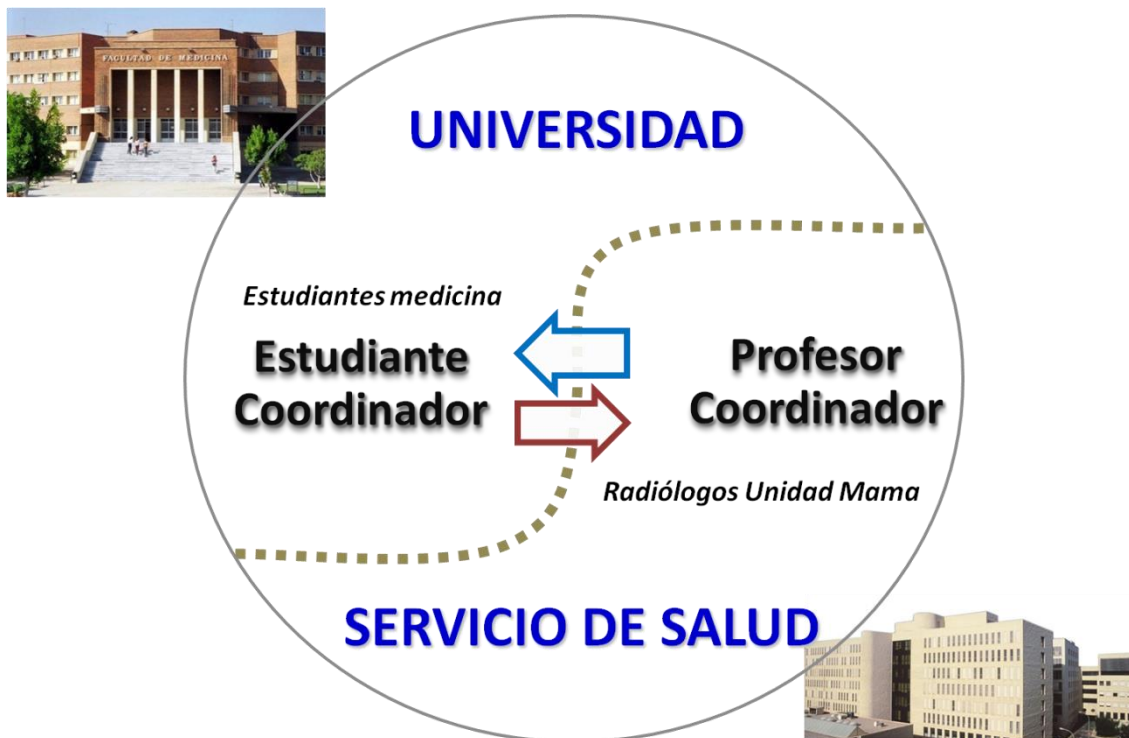 FACULTAD DE MEDICINA
UNIVERSIDAD
Estudiantes medicina
Estudiante
Coordinador
Profesor
Coordinador
Radiólogos Unidad Mama
SERVICIO DE SALUD